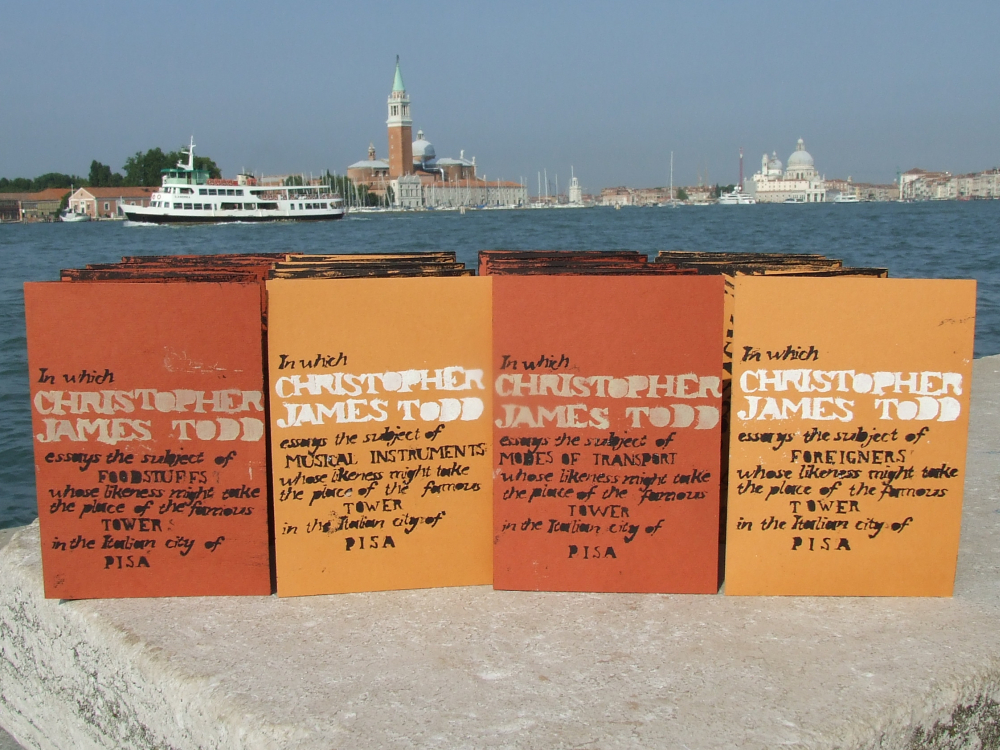 In which
CHRISTOPHER
JAMES TODD
essays the subject of
FOODSTUFFS
whose likeness might take
the place of the famous
TOWER
in the Italian city of
PISA
In which
CHRISTOPHER
JAMES TODD
essays the subject of
MUSICAL INSTRUMENTS
whose likeness might take
the place of the famous
TOWER
in the Italian city of
PISA
In which
CHRISTOPHER
JAMES TODD
essays the subject of
MODES OF TRANSPORT
whose likeness might take
the place of the famous
TOWER
in the Italian city of
PISA
In which
CHRISTOPHER
JAMES TODD
essays the subject of
FOREIGNERS
whose likeness might take
the place of the famous
TOWER
in the Italian city of
PISA